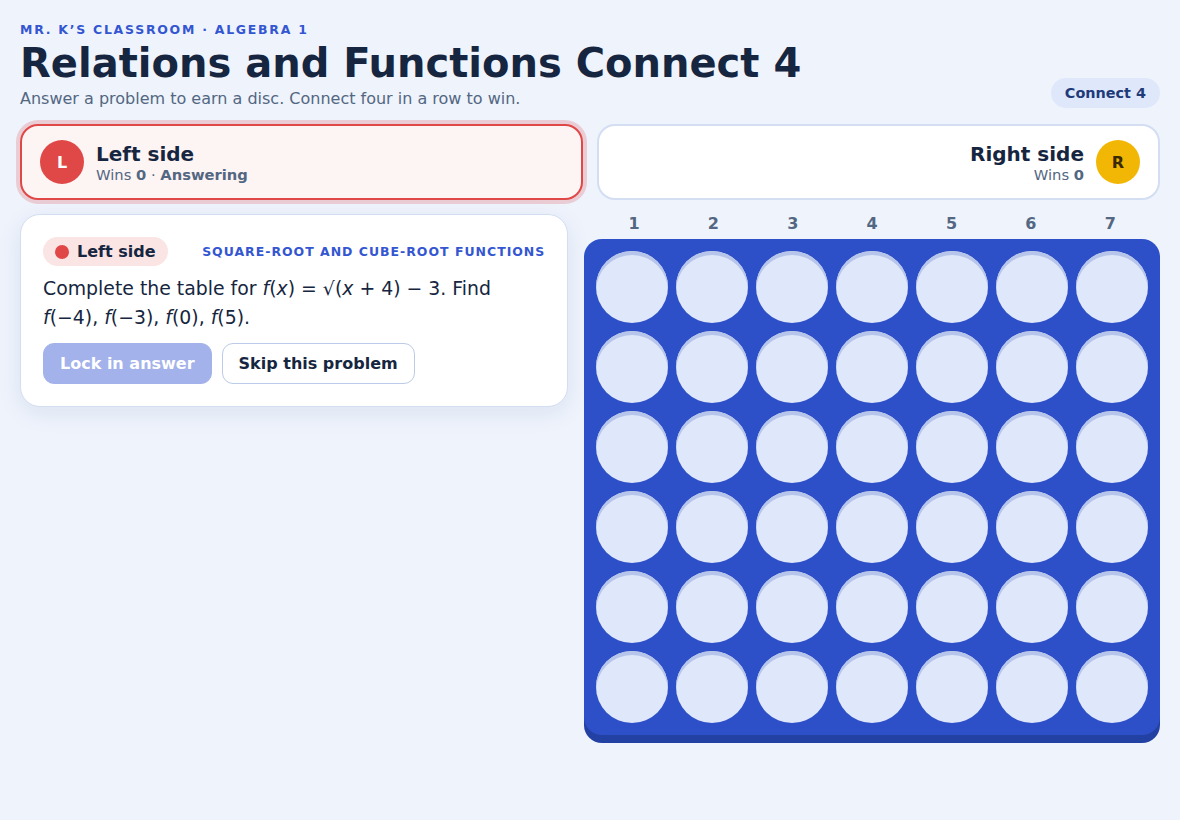 MR. K’S CLASSROOM · ALGEBRA 1
Relations and Functions Connect 4
Answer a problem to earn a disc. Connect four in a row to win.
Connect 4
L
Left side
Wins 0 · Answering
Right side
Wins 0
R
Left side
SQUARE-ROOT AND CUBE-ROOT FUNCTIONS
Complete the table for f(x) = √(x + 4) − 3. Find
f(−4), f(−3), f(0), f(5).
Lock in answer
Skip this problem
1 2 3 4 5 6 7